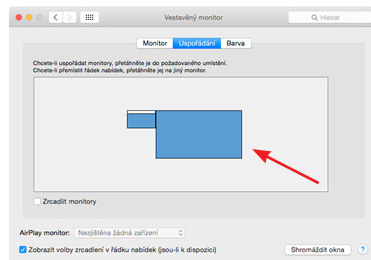 Vestavěný monitor
Hledat
Monitor Uspořádání Barva
Chcete-li uspořádat monitory, přetáhněte je do požadovaného umístění.
Chcete-li přemístit řádek nabídek, přetáhněte jej na jiný monitor.
Zrcadlit monitory
AirPlay monitor: Nezjištěna žádná zařízení
Zobrazit volby zrcadlení v řádku nabídek (jsou-li k dispozici)
Shromáždit okna ?